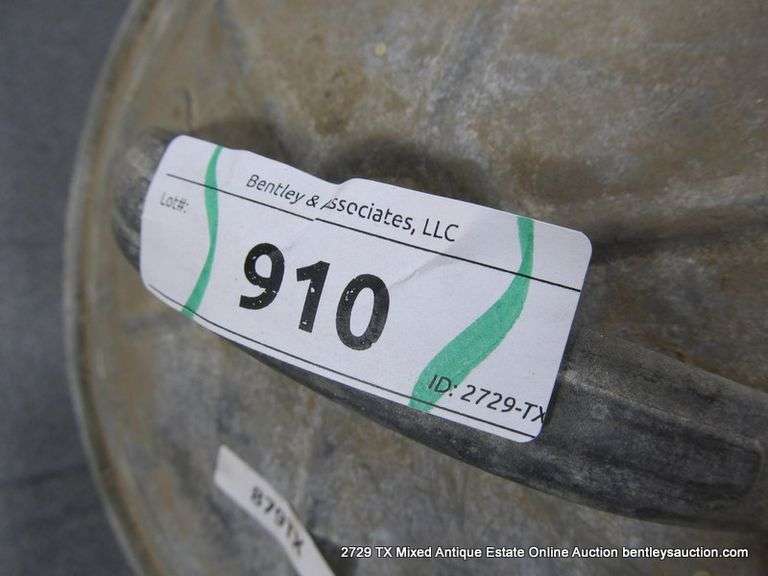 Bentley & Associates, LLC
Lot#:
910
ID: 2729-TX
879TX
2729 TX Mixed Antique Estate Online Auction bentleysauction.com